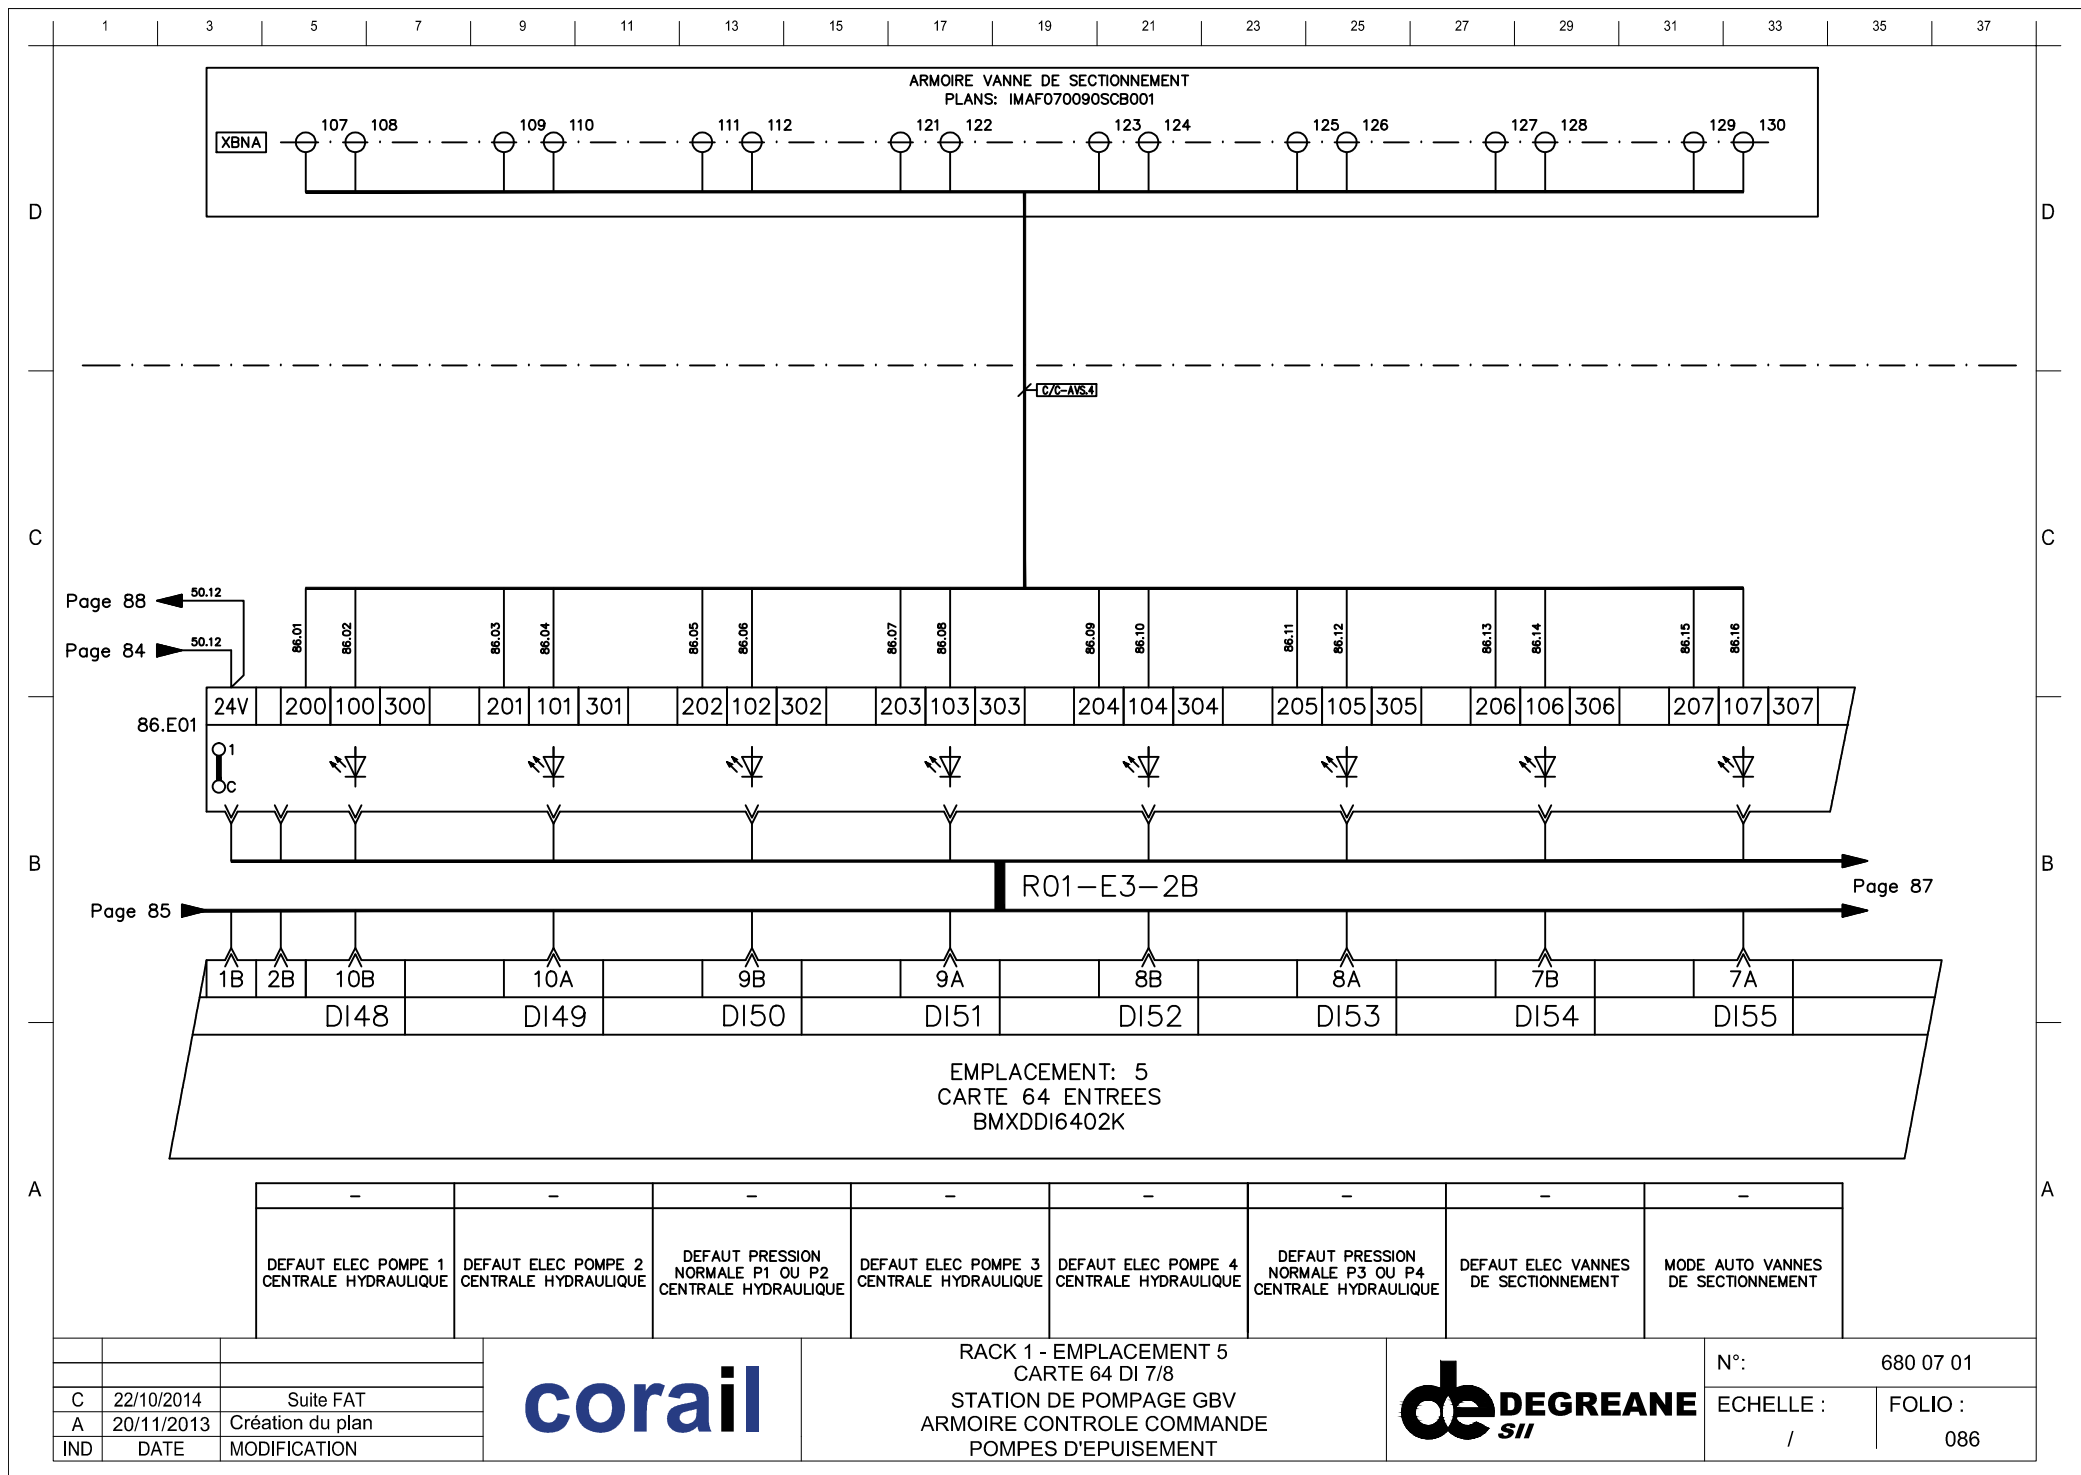 1 3 5 7 9 11 13 15 17 19 21 23 25 27 29 31 33 35 37
ARMOIRE VANNE DE SECTIONNEMENT
PLANS: IMAF070090SCB001
XBNA 107 108 109 110 111 112 121 122 123 124 125 126 127 128 129 130
D D
C/C-AVS.4
C C
Page 88 50.12
Page 84 50.12
86.01 86.02 86.03 86.04 86.05 86.06 86.07 86.08 86.09 86.10 86.11 86.12 86.13 86.14 86.15 86.16
24V 200 100 300 201 101 301 202 102 302 203 103 303 204 104 304 205 105 305 206 106 306 207 107 307
86.E01
1
C
B B
R01-E3-2B
Page 87
Page 85
1B 2B 10B 10A 9B 9A 8B 8A 7B 7A
DI48 DI49 DI50 DI51 DI52 DI53 DI54 DI55
EMPLACEMENT: 5
CARTE 64 ENTREES
BMXDDI6402K
A A
- - - - - - - -
DEFAUT ELEC POMPE 1
CENTRALE HYDRAULIQUE
DEFAUT ELEC POMPE 2
CENTRALE HYDRAULIQUE
DEFAUT PRESSION
NORMALE P1 OU P2
CENTRALE HYDRAULIQUE
DEFAUT ELEC POMPE 3
CENTRALE HYDRAULIQUE
DEFAUT ELEC POMPE 4
CENTRALE HYDRAULIQUE
DEFAUT PRESSION
NORMALE P3 OU P4
CENTRALE HYDRAULIQUE
DEFAUT ELEC VANNES
DE SECTIONNEMENT
MODE AUTO VANNES
DE SECTIONNEMENT
C 22/10/2014 Suite FAT
A 20/11/2013 Création du plan
IND DATE MODIFICATION
corail
RACK 1 - EMPLACEMENT 5
CARTE 64 DI 7/8
STATION DE POMPAGE GBV
ARMOIRE CONTROLE COMMANDE
POMPES D'EPUISEMENT
de DEGREANE
SII
N°: 680 07 01
ECHELLE : FOLIO :
/ 086